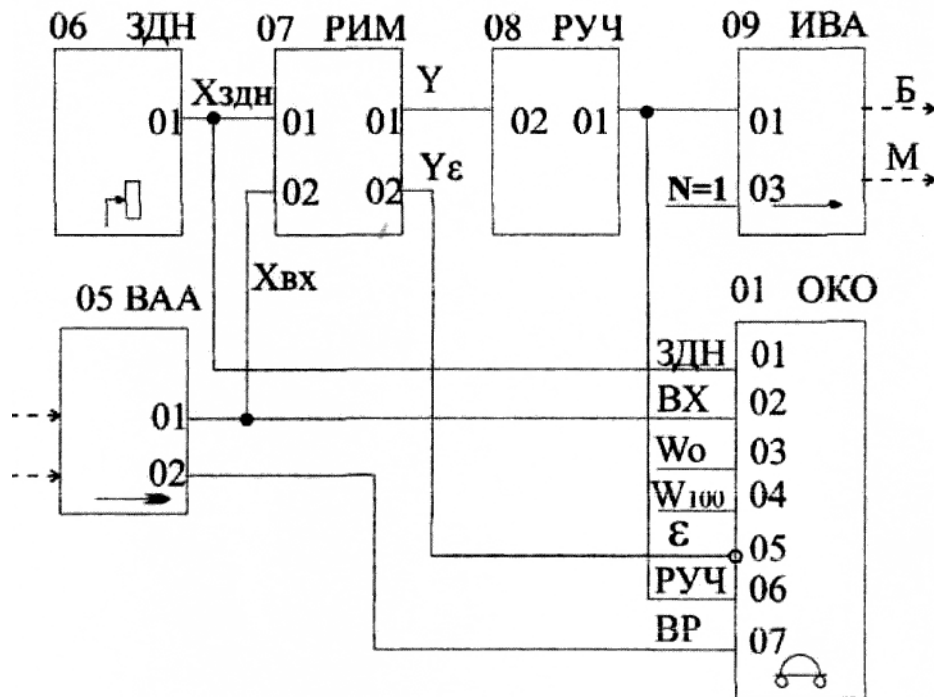 06 ЗДН 07 РИМ 08 РУЧ 09 ИВА
01 Xздн 01 01 Y 02 01 01 Б
02 02 Yε N=1 03 М
Xвх
05 ВАА 01 ОКО
ЗДН 01
01 ВХ 02
02 Wo 03
W100 04
ε 05
РУЧ 06
ВР 07